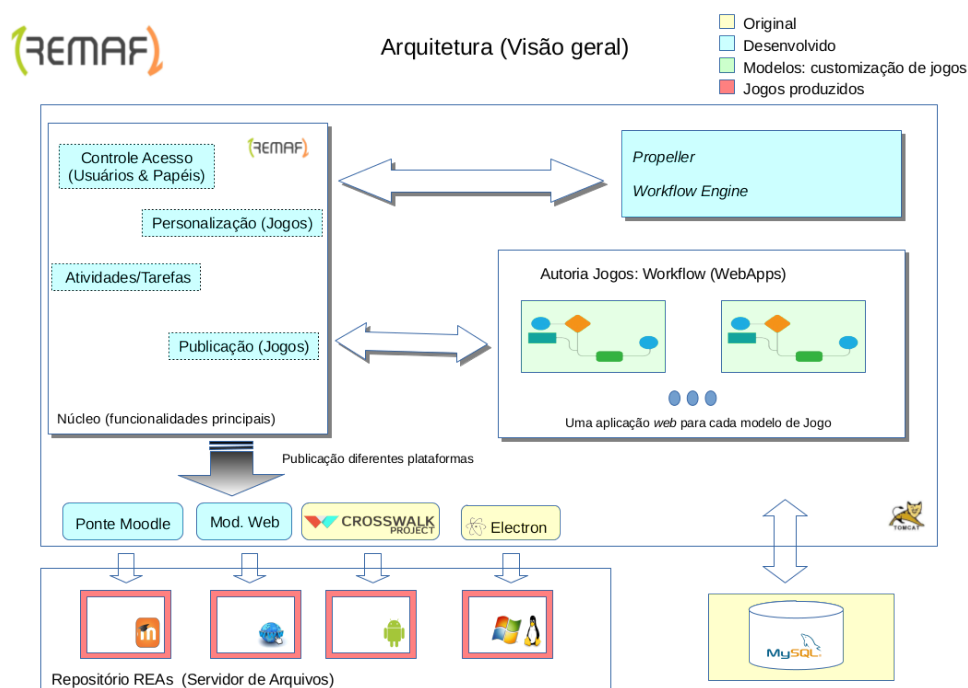 (REMAF)
Arquitetura (Visão geral)
Original
Desenvolvido
Modelos: customização de jogos
Jogos produzidos
(REMAF)
Controle Acesso
(Usuários & Papéis)
Personalização (Jogos)
Atividades/Tarefas
Publicação (Jogos)
Núcleo (funcionalidades principais)
Propeller
Workflow Engine
Autoria Jogos: Workflow (WebApps)
Uma aplicação web para cada modelo de Jogo
Publicação diferentes plataformas
Ponte Moodle
Mod. Web
CROSSWALK
PROJECT
Electron
TOMCAT
m
MySQL
Repositório REAs (Servidor de Arquivos)